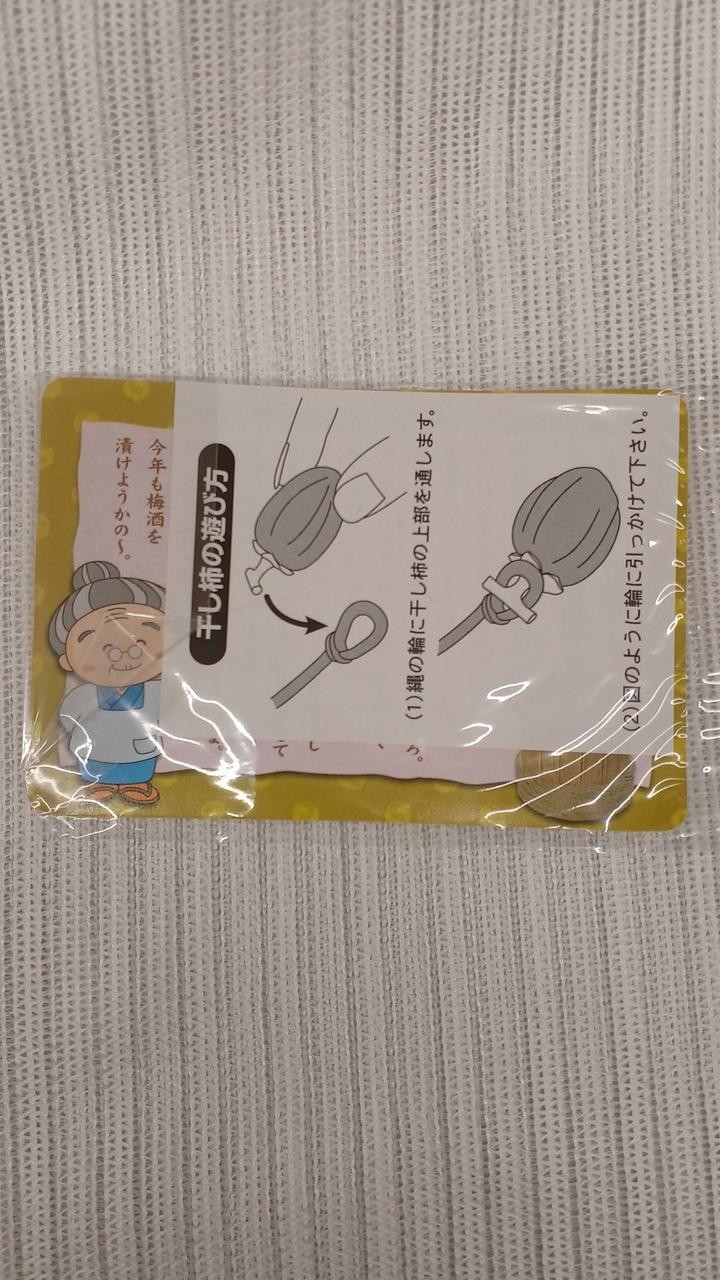 干し柿の遊び方
(1)縄の輪に干し柿の上部を通します。
(2)図のように輪に引っかけて下さい。
今年も梅酒を
漬けようかの〜。